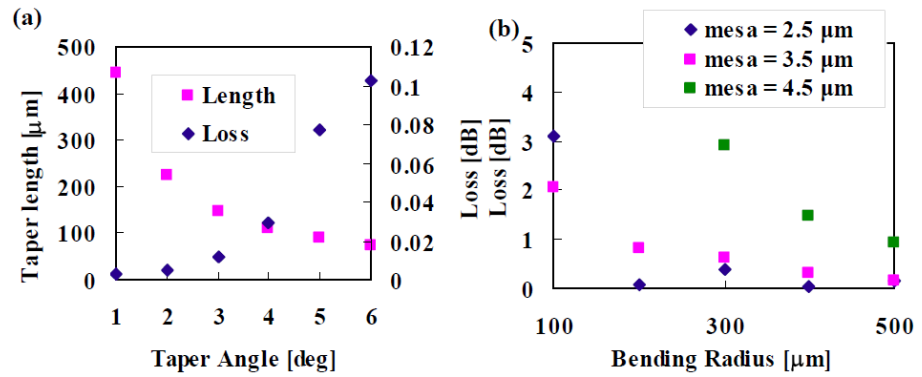 (a)
500
400
300
200
100
0
Taper length [μm]
Length
Loss
0.12
0.1
0.08
0.06
0.04
0.02
0
Loss [dB]
1 2 3 4 5 6
Taper Angle [deg]
(b)
mesa = 2.5 μm
mesa = 3.5 μm
mesa = 4.5 μm
5
4
3
2
1
0
Loss [dB]
100 300 500
Bending Radius [μm]